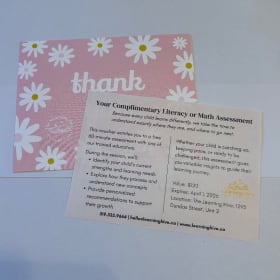 thank
Your Complimentary Literacy or Math Assessment
Because every child learns differently, we take the time to
understand exactly where they are, and where to go next.
This voucher entitles you to a free
60-minute assessment with one of
our trained educators.
During the session, we'll:
• Identify your child's current
strengths and learning needs
• Explore how they process and
understand new concepts
• Provide personalized
recommendations to support
their growth
Whether your child is catching up,
keeping pace, or ready to be
challenged, this assessment gives
you valuable insights to guide their
learning journey.
Value: $120
Expires: April 1, 2026
Location: The Learning Hive, 1295
Dundas Street, Unit 2
| hello@learninghive.ca | www.learninghive.ca